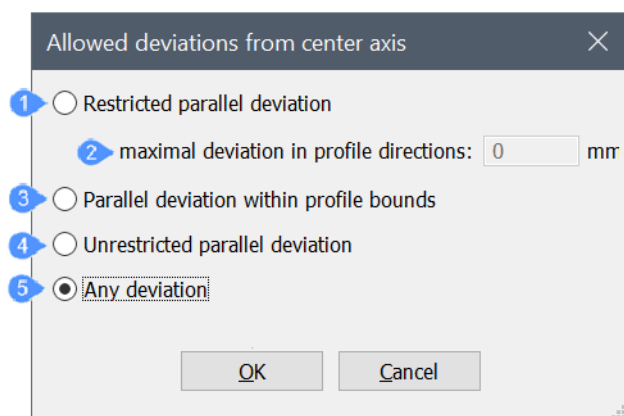 Allowed deviations from center axis
1 Restricted parallel deviation
2 maximal deviation in profile directions: 0 mm
3 Parallel deviation within profile bounds
4 Unrestricted parallel deviation
5 Any deviation
OK Cancel